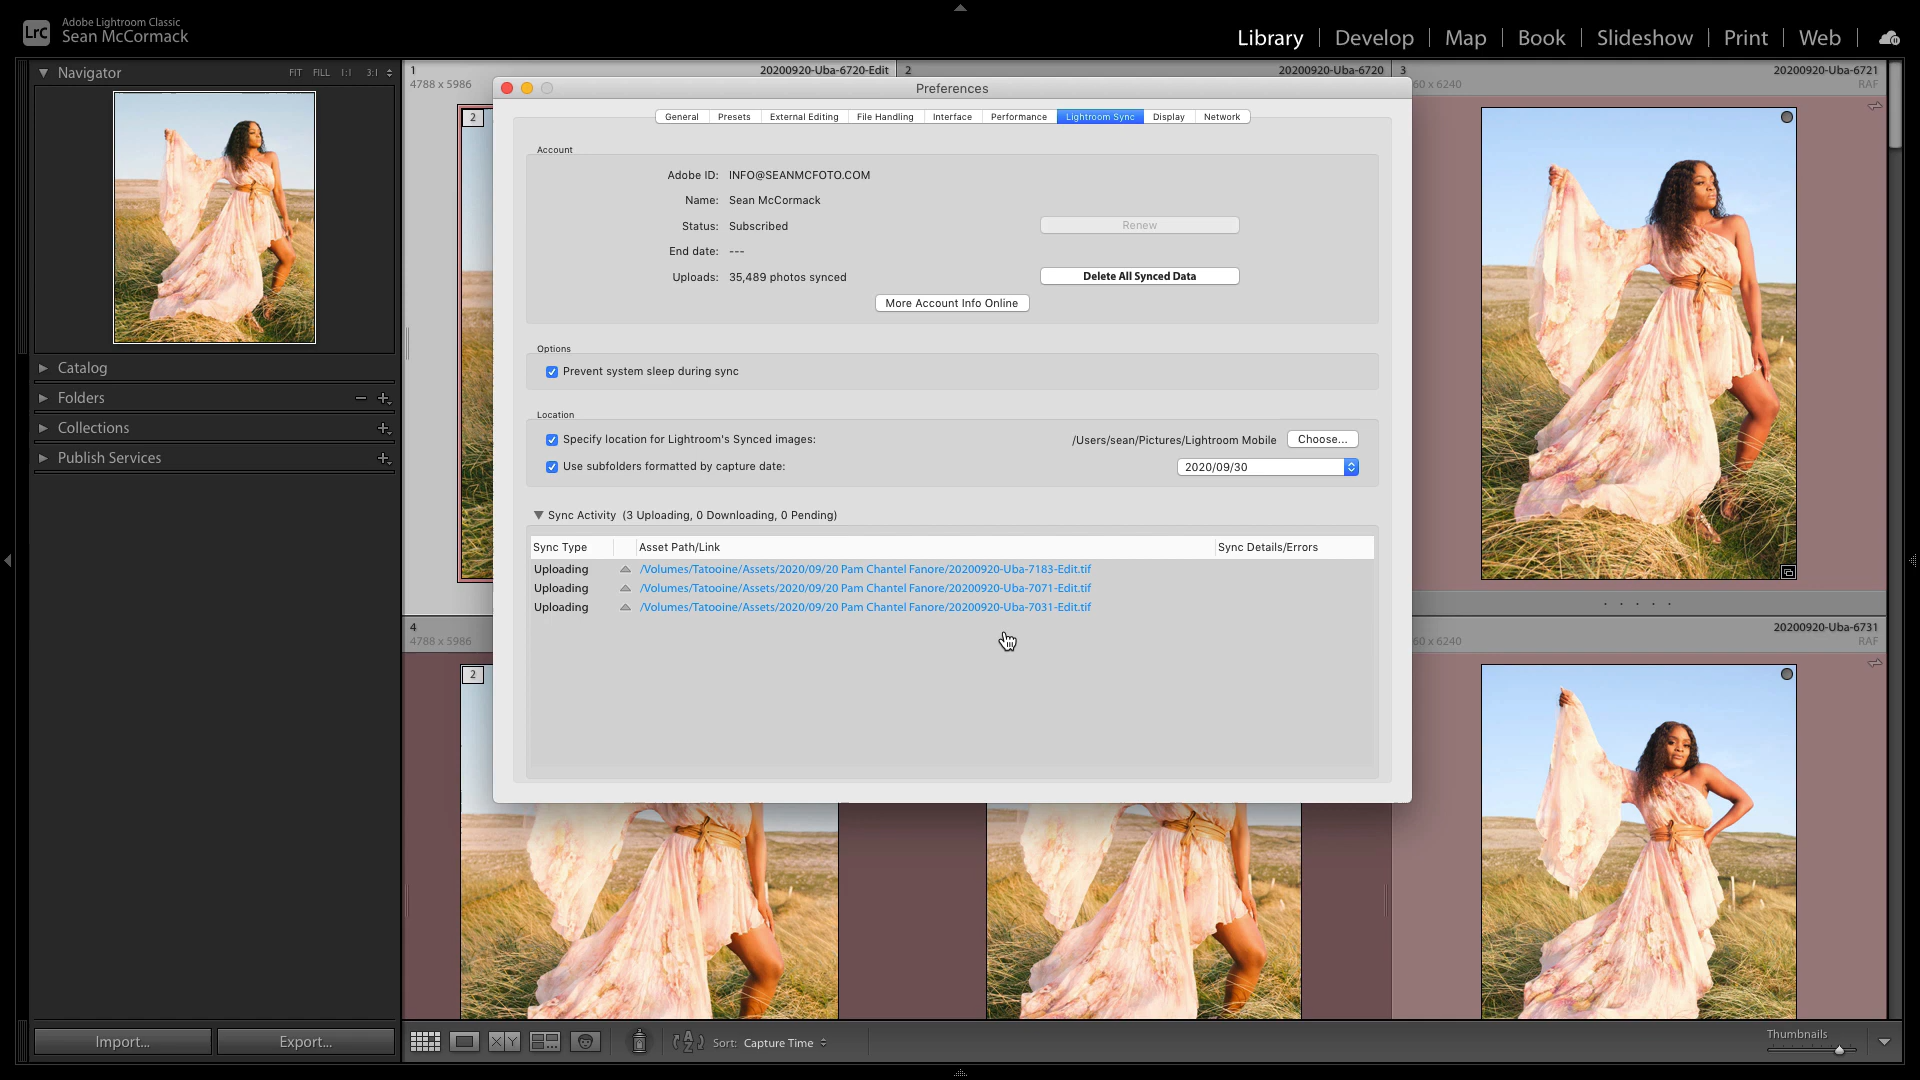 LrC
Adobe Lightroom Classic
Sean McCormack
Library Develop Map Book Slideshow Print Web
Navigator FIT FILL 1:1 3:1
Catalog
Folders
Collections
Publish Services
Import... Export...
1 20200920-Uba-6720-Edit
4788 x 5986
2
2 20200920-Uba-6720
3 20200920-Uba-6721
60 x 6240 RAF
4
4788 x 5986
2
20200920-Uba-6731
60 x 6240 RAF
Preferences
General Presets External Editing File Handling Interface Performance Lightroom Sync Display Network
Account
Adobe ID: INFO@SEANMCFOTO.COM
Name: Sean McCormack
Status: Subscribed Renew
End date: ---
Uploads: 35,489 photos synced Delete All Synced Data
More Account Info Online
Options
Prevent system sleep during sync
Location
Specify location for Lightroom's Synced images: /Users/sean/Pictures/Lightroom Mobile Choose...
Use subfolders formatted by capture date: 2020/09/30
Sync Activity (3 Uploading, 0 Downloading, 0 Pending)
Sync Type Asset Path/Link Sync Details/Errors
Uploading /Volumes/Tatooine/Assets/2020/09/20 Pam Chantel Fanore/20200920-Uba-7183-Edit.tif
Uploading /Volumes/Tatooine/Assets/2020/09/20 Pam Chantel Fanore/20200920-Uba-7071-Edit.tif
Uploading /Volumes/Tatooine/Assets/2020/09/20 Pam Chantel Fanore/20200920-Uba-7031-Edit.tif
X Y AZ Sort: Capture Time Thumbnails